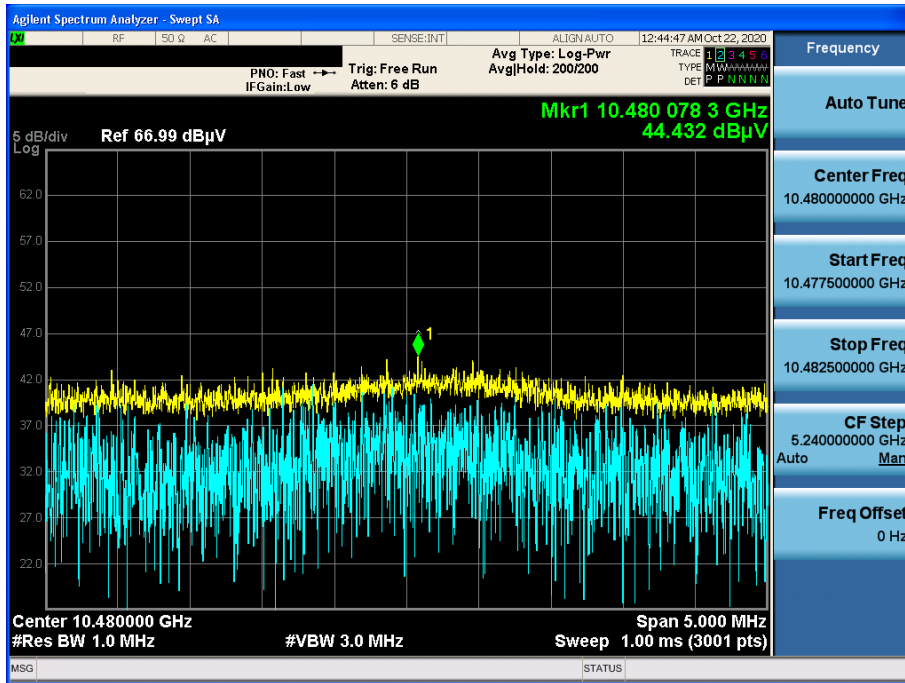 Agilent Spectrum Analyzer - Swept SA
LXI RF 50 Ω AC SENSE:INT ALIGN AUTO 12:44:47 AM Oct 22, 2020
Frequency
PNO: Fast
IFGain:Low
Trig: Free Run
Atten: 6 dB
Avg Type: Log-Pwr
Avg|Hold: 200/200
TRACE 1 2 3 4 5 6
TYPE
DET P P N N N N
Mkr1 10.480 078 3 GHz
44.432 dBµV
5 dB/div Ref 66.99 dBµV
Log
62.0
57.0
52.0
47.0
42.0
37.0
32.0
27.0
22.0
1
Center 10.480000 GHz Span 5.000 MHz
#Res BW 1.0 MHz #VBW 3.0 MHz Sweep 1.00 ms (3001 pts)
Auto Tune
Center Freq
10.480000000 GHz
Start Freq
10.477500000 GHz
Stop Freq
10.482500000 GHz
CF Step
5.240000000 GHz
Auto Man
Freq Offset
0 Hz
MSG STATUS